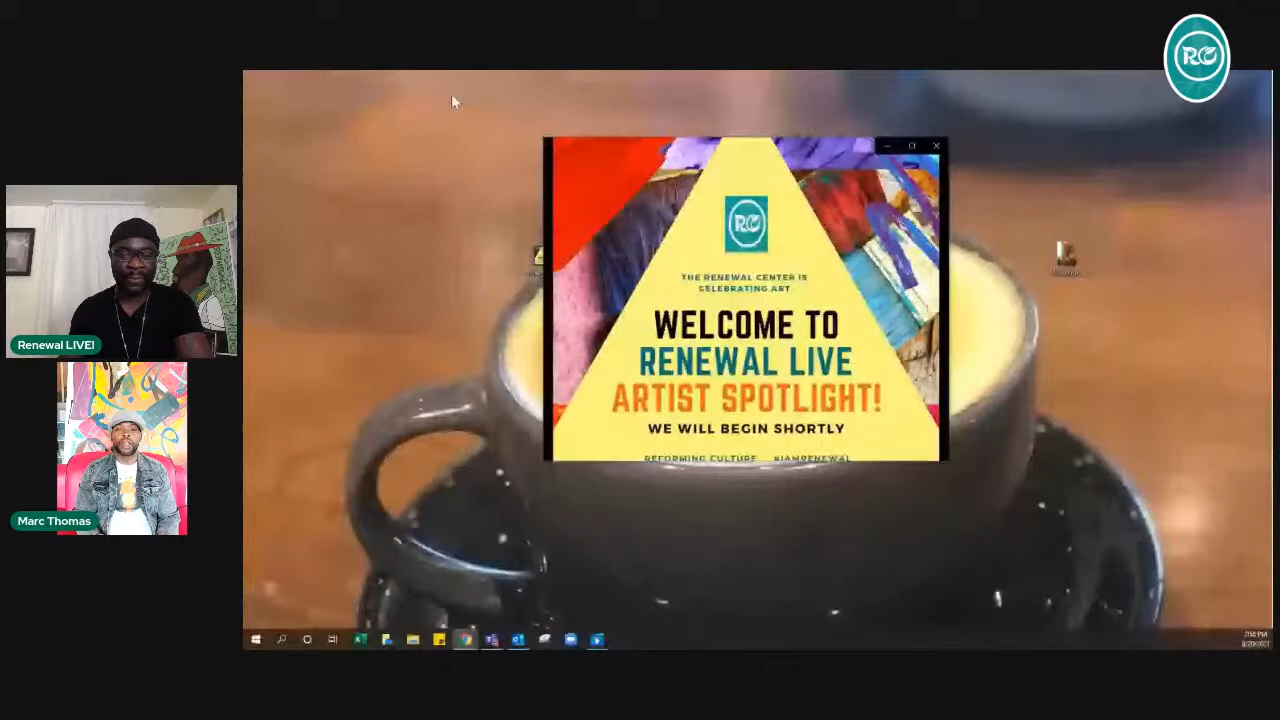 RC
Renewal LIVE!
Marc Thomas
RC
THE RENEWAL CENTER IS
CELEBRATING ART
WELCOME TO
RENEWAL LIVE
ARTIST SPOTLIGHT!
WE WILL BEGIN SHORTLY
REFORMING CULTURE #IAMRENEWAL